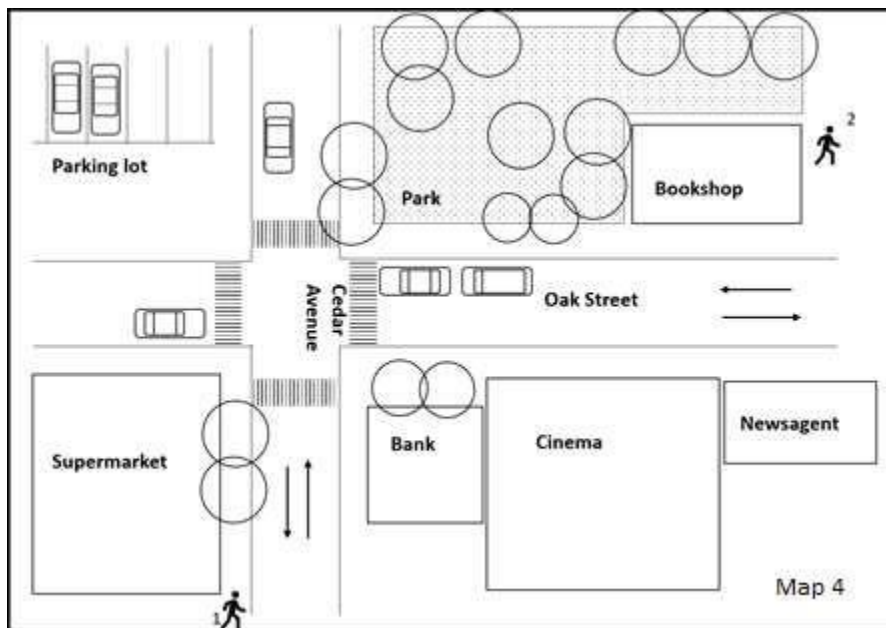 2
Parking lot
Park
Bookshop
Cedar
Avenue
Oak Street
Supermarket
Bank
Cinema
Newsagent
Map 4
1